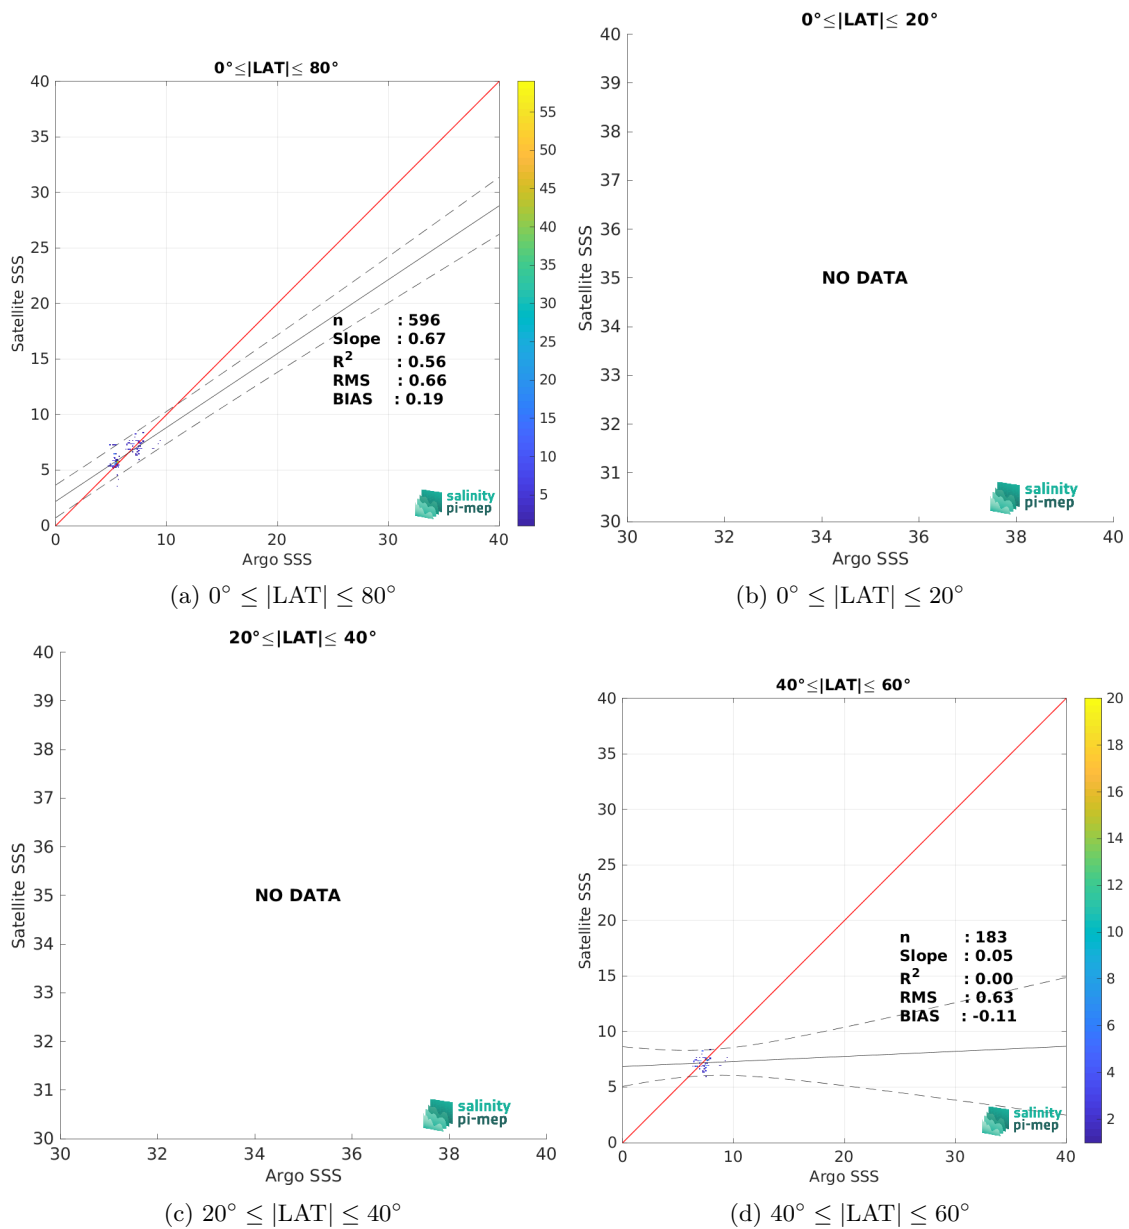 0°≤|LAT|≤ 80°
40
35
30
25
20
15
10
5
0
0
10
20
30
40
Satellite SSS
Argo SSS
n : 596
Slope : 0.67
R² : 0.56
RMS : 0.66
BIAS : 0.19
salinity
pi-mep
55
50
45
40
35
30
25
20
15
10
5
(a) 0° ≤ |LAT| ≤ 80°
0°≤|LAT|≤ 20°
40
39
38
37
36
35
34
33
32
31
30
30
32
34
36
38
40
Satellite SSS
Argo SSS
NO DATA
salinity
pi-mep
(b) 0° ≤ |LAT| ≤ 20°
20°≤|LAT|≤ 40°
40
39
38
37
36
35
34
33
32
31
30
30
32
34
36
38
40
Satellite SSS
Argo SSS
NO DATA
salinity
pi-mep
(c) 20° ≤ |LAT| ≤ 40°
40°≤|LAT|≤ 60°
40
35
30
25
20
15
10
5
0
0
10
20
30
40
Satellite SSS
Argo SSS
n : 183
Slope : 0.05
R² : 0.00
RMS : 0.63
BIAS : -0.11
salinity
pi-mep
20
18
16
14
12
10
8
6
4
2
(d) 40° ≤ |LAT| ≤ 60°